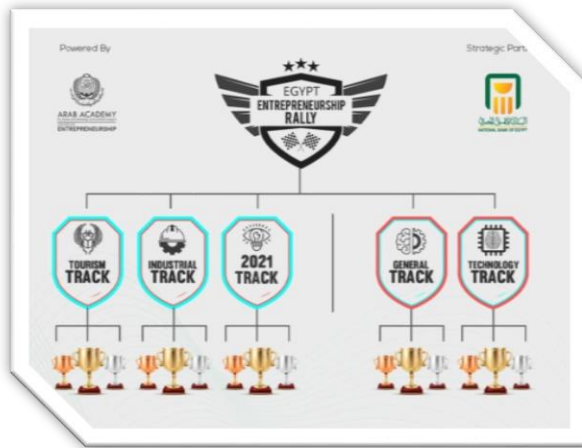 Powered By
Strategic Part
ARAB ACADEMY
ENTREPRENEURSHIP
NATIONAL BANK OF EGYPT
EGYPT
ENTREPRENEURSHIP
RALLY
TOURISM
TRACK
INDUSTRIAL
TRACK
2021
TRACK
GENERAL
TRACK
TECHNOLOGY
TRACK